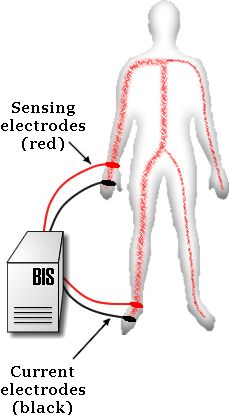 Sensing
electrodes
(red)
BIS
Current
electrodes
(black)